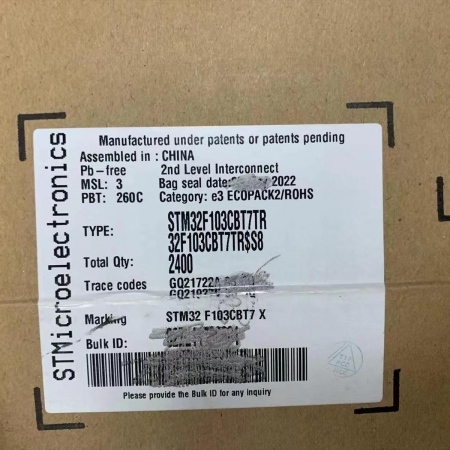 STMicroelectronics
Manufactured under patents or patents pending
Assembled in : CHINA
Pb-free 2nd Level Interconnect
MSL: 3 Bag seal date: 2022
PBT: 260C Category: e3 ECOPACK2/ROHS
TYPE: STM32F103CBT7TR
32F103CBT7TR$S8
Total Qty: 2400
Trace codes GQ21722A
Marking STM32 F103CBT7 X
Bulk ID:
Please provide the Bulk ID for any inquiry